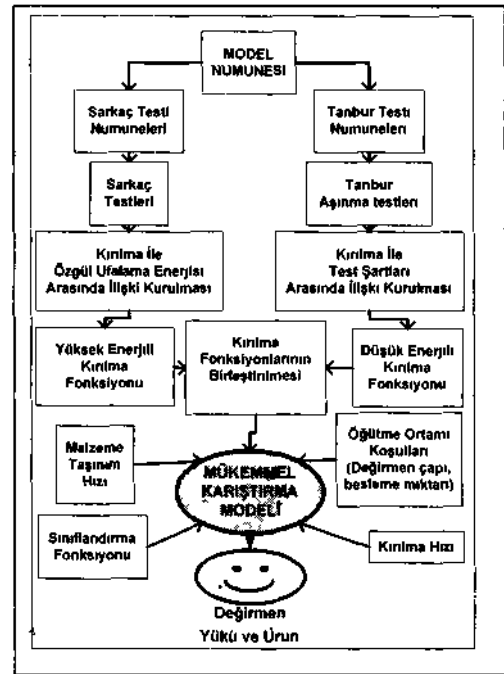 MODEL
NUMUNESI
Sarkaç Testi
Numuneleri
Tanbur Testi
Numuneleri
Sarkaç
Testleri
Tanbur
Aşınma testleri
Kırılma İle
Özgül Ufalama Enerjisi
Arasında İlişki Kurulması
Kırılma İle
Test Şartları
Arasında İlişki Kurulması
Yüksek Enerjili
Kırılma
Fonksiyonu
Kırılma
Fonksiyonlarının
Birleştirilmesi
Düşük Enerjili
Kırılma
Fonksiyonu
Malzeme
Taşınım
Hızı
Öğütme Ortamı
Koşulları
(Değirmen çapı,
besleme miktarı)
MÜKEMMEL
KARIŞTIRMA
MODELİ
Sınıflandırma
Fonksiyonu
Kırılma Hızı
Değirmen
Yükü ve Ürün